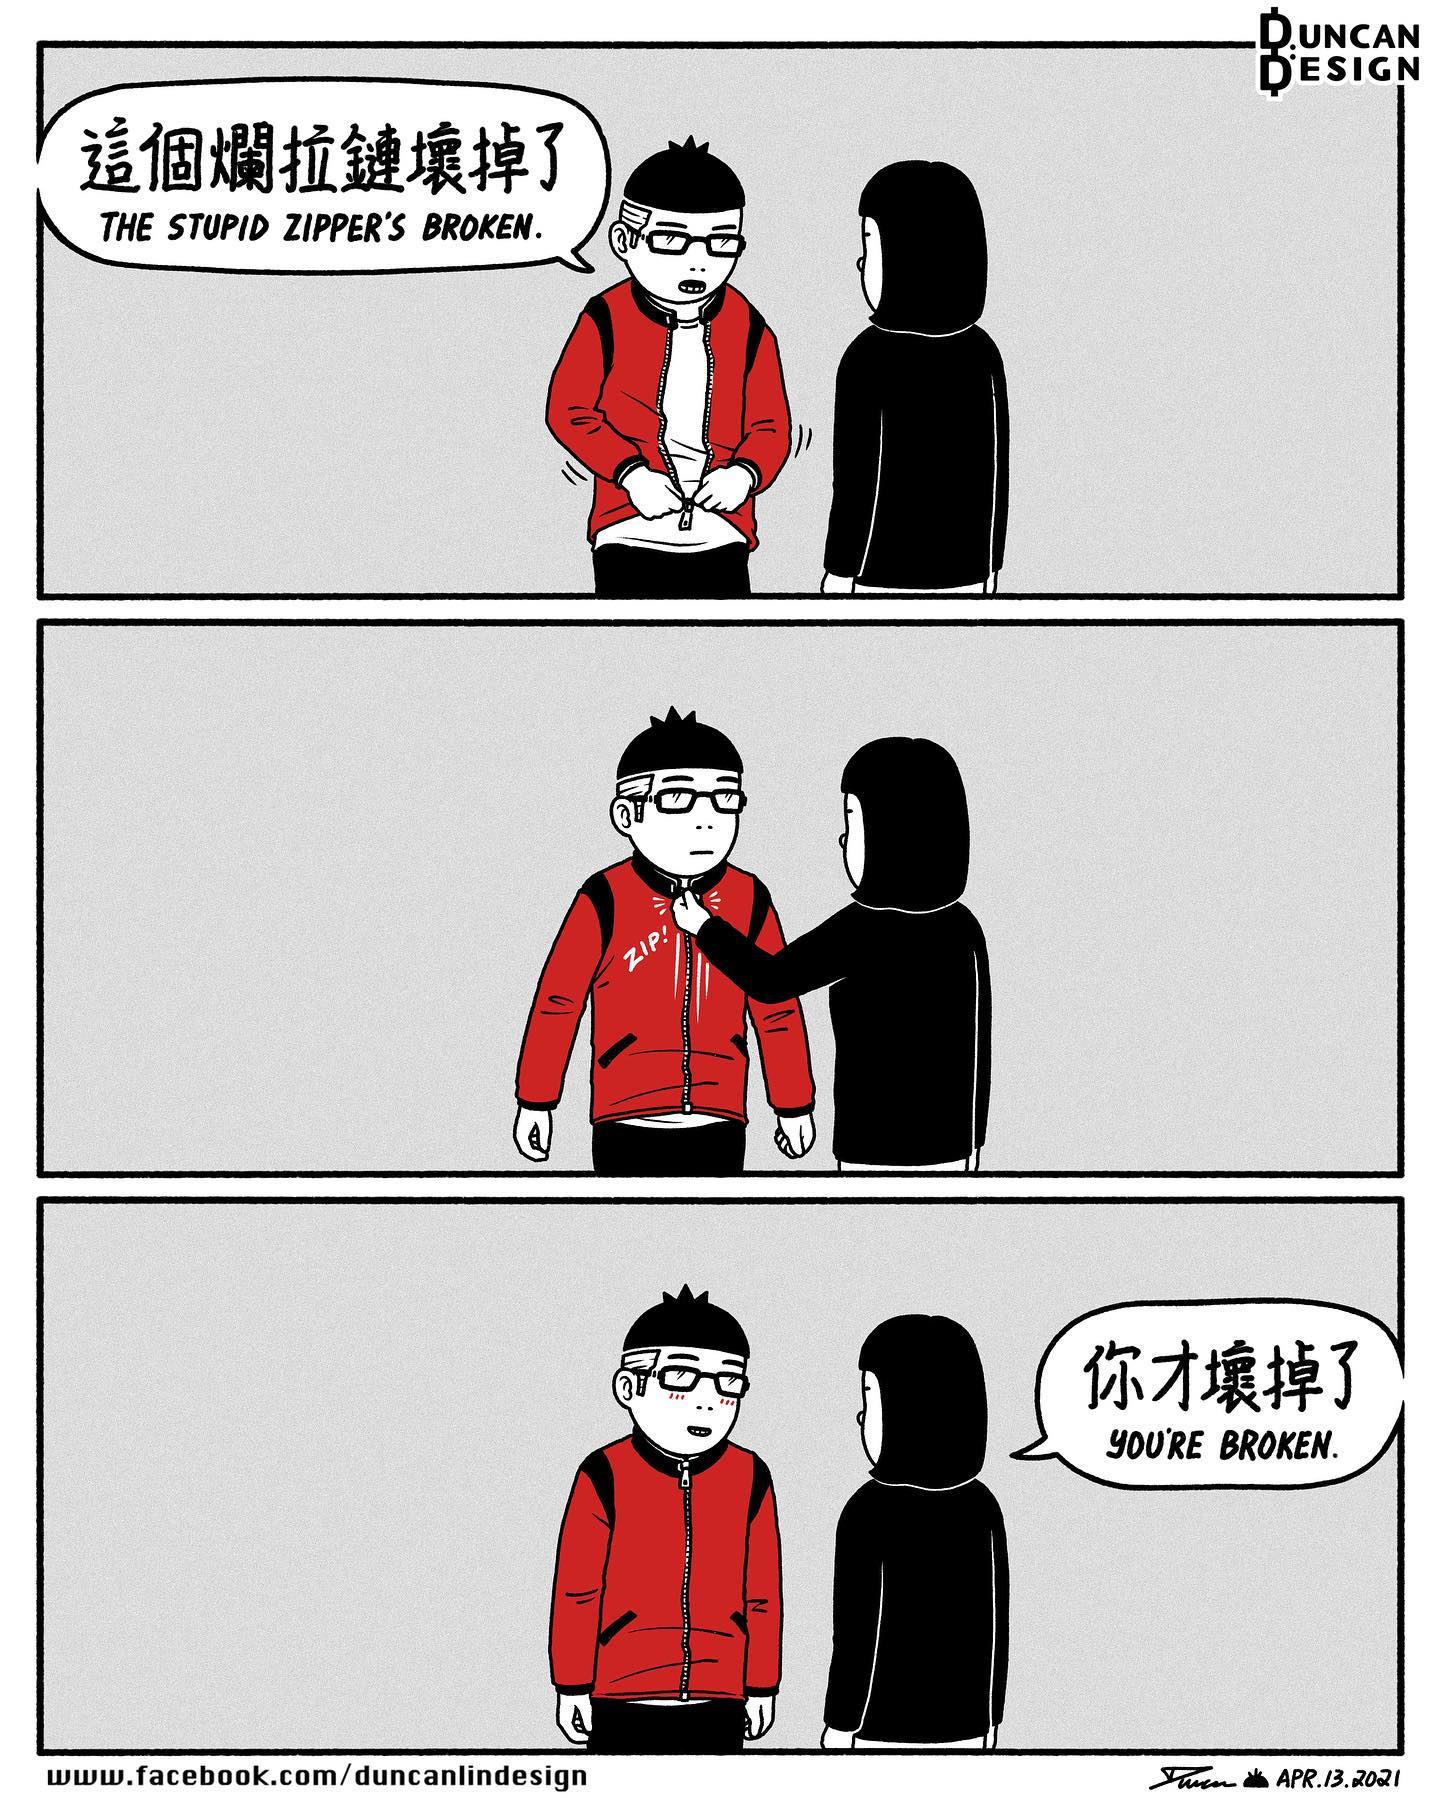 DUNCAN
DESIGN
這個爛拉鏈壞掉了
THE STUPID ZIPPER'S BROKEN.
ZIP!
你才壞掉了
YOU'RE BROKEN.
www.facebook.com/duncanlindesign
Duncan APR.13.2021